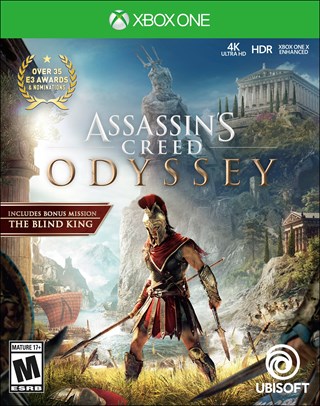 XBOX ONE
4K
ULTRA HD
HDR
XBOX ONE X
ENHANCED
OVER 35
E3 AWARDS
& NOMINATIONS
ASSASSIN'S
CREED
ODYSSEY
INCLUDES BONUS MISSION
THE BLIND KING
MATURE 17+
M
ESRB
UBISOFT